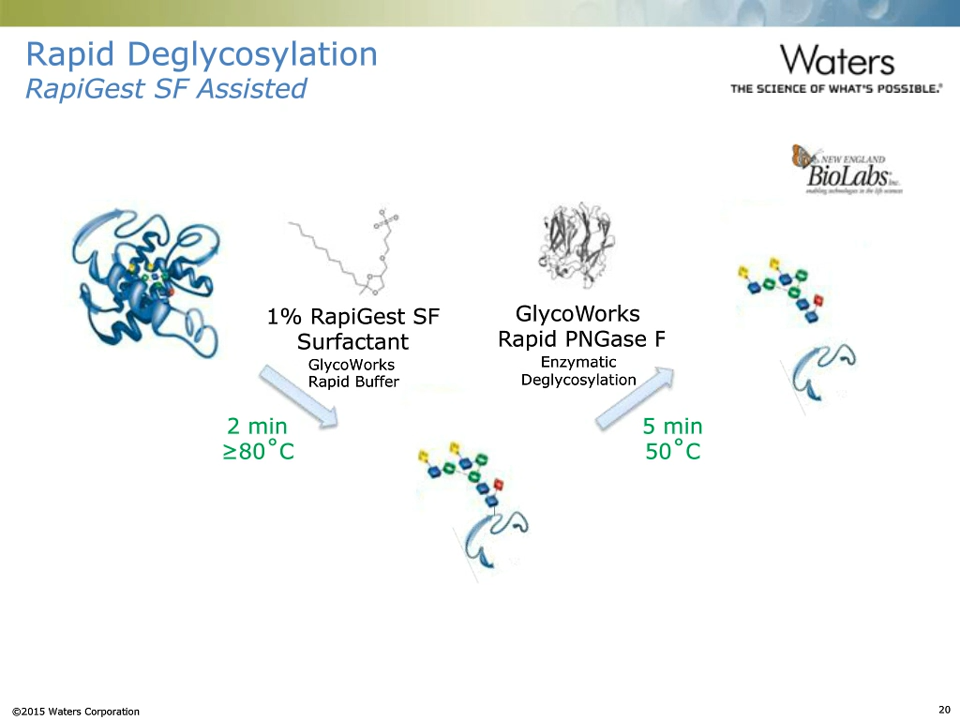 Rapid Deglycosylation
RapiGest SF Assisted
Waters
THE SCIENCE OF WHAT'S POSSIBLE.®
NEW ENGLAND
BioLabs Inc.
enabling technologies in the life sciences
1% RapiGest SF
Surfactant
GlycoWorks
Rapid Buffer
GlycoWorks
Rapid PNGase F
Enzymatic
Deglycosylation
2 min
≥80˚C
5 min
50˚C
©2015 Waters Corporation
20